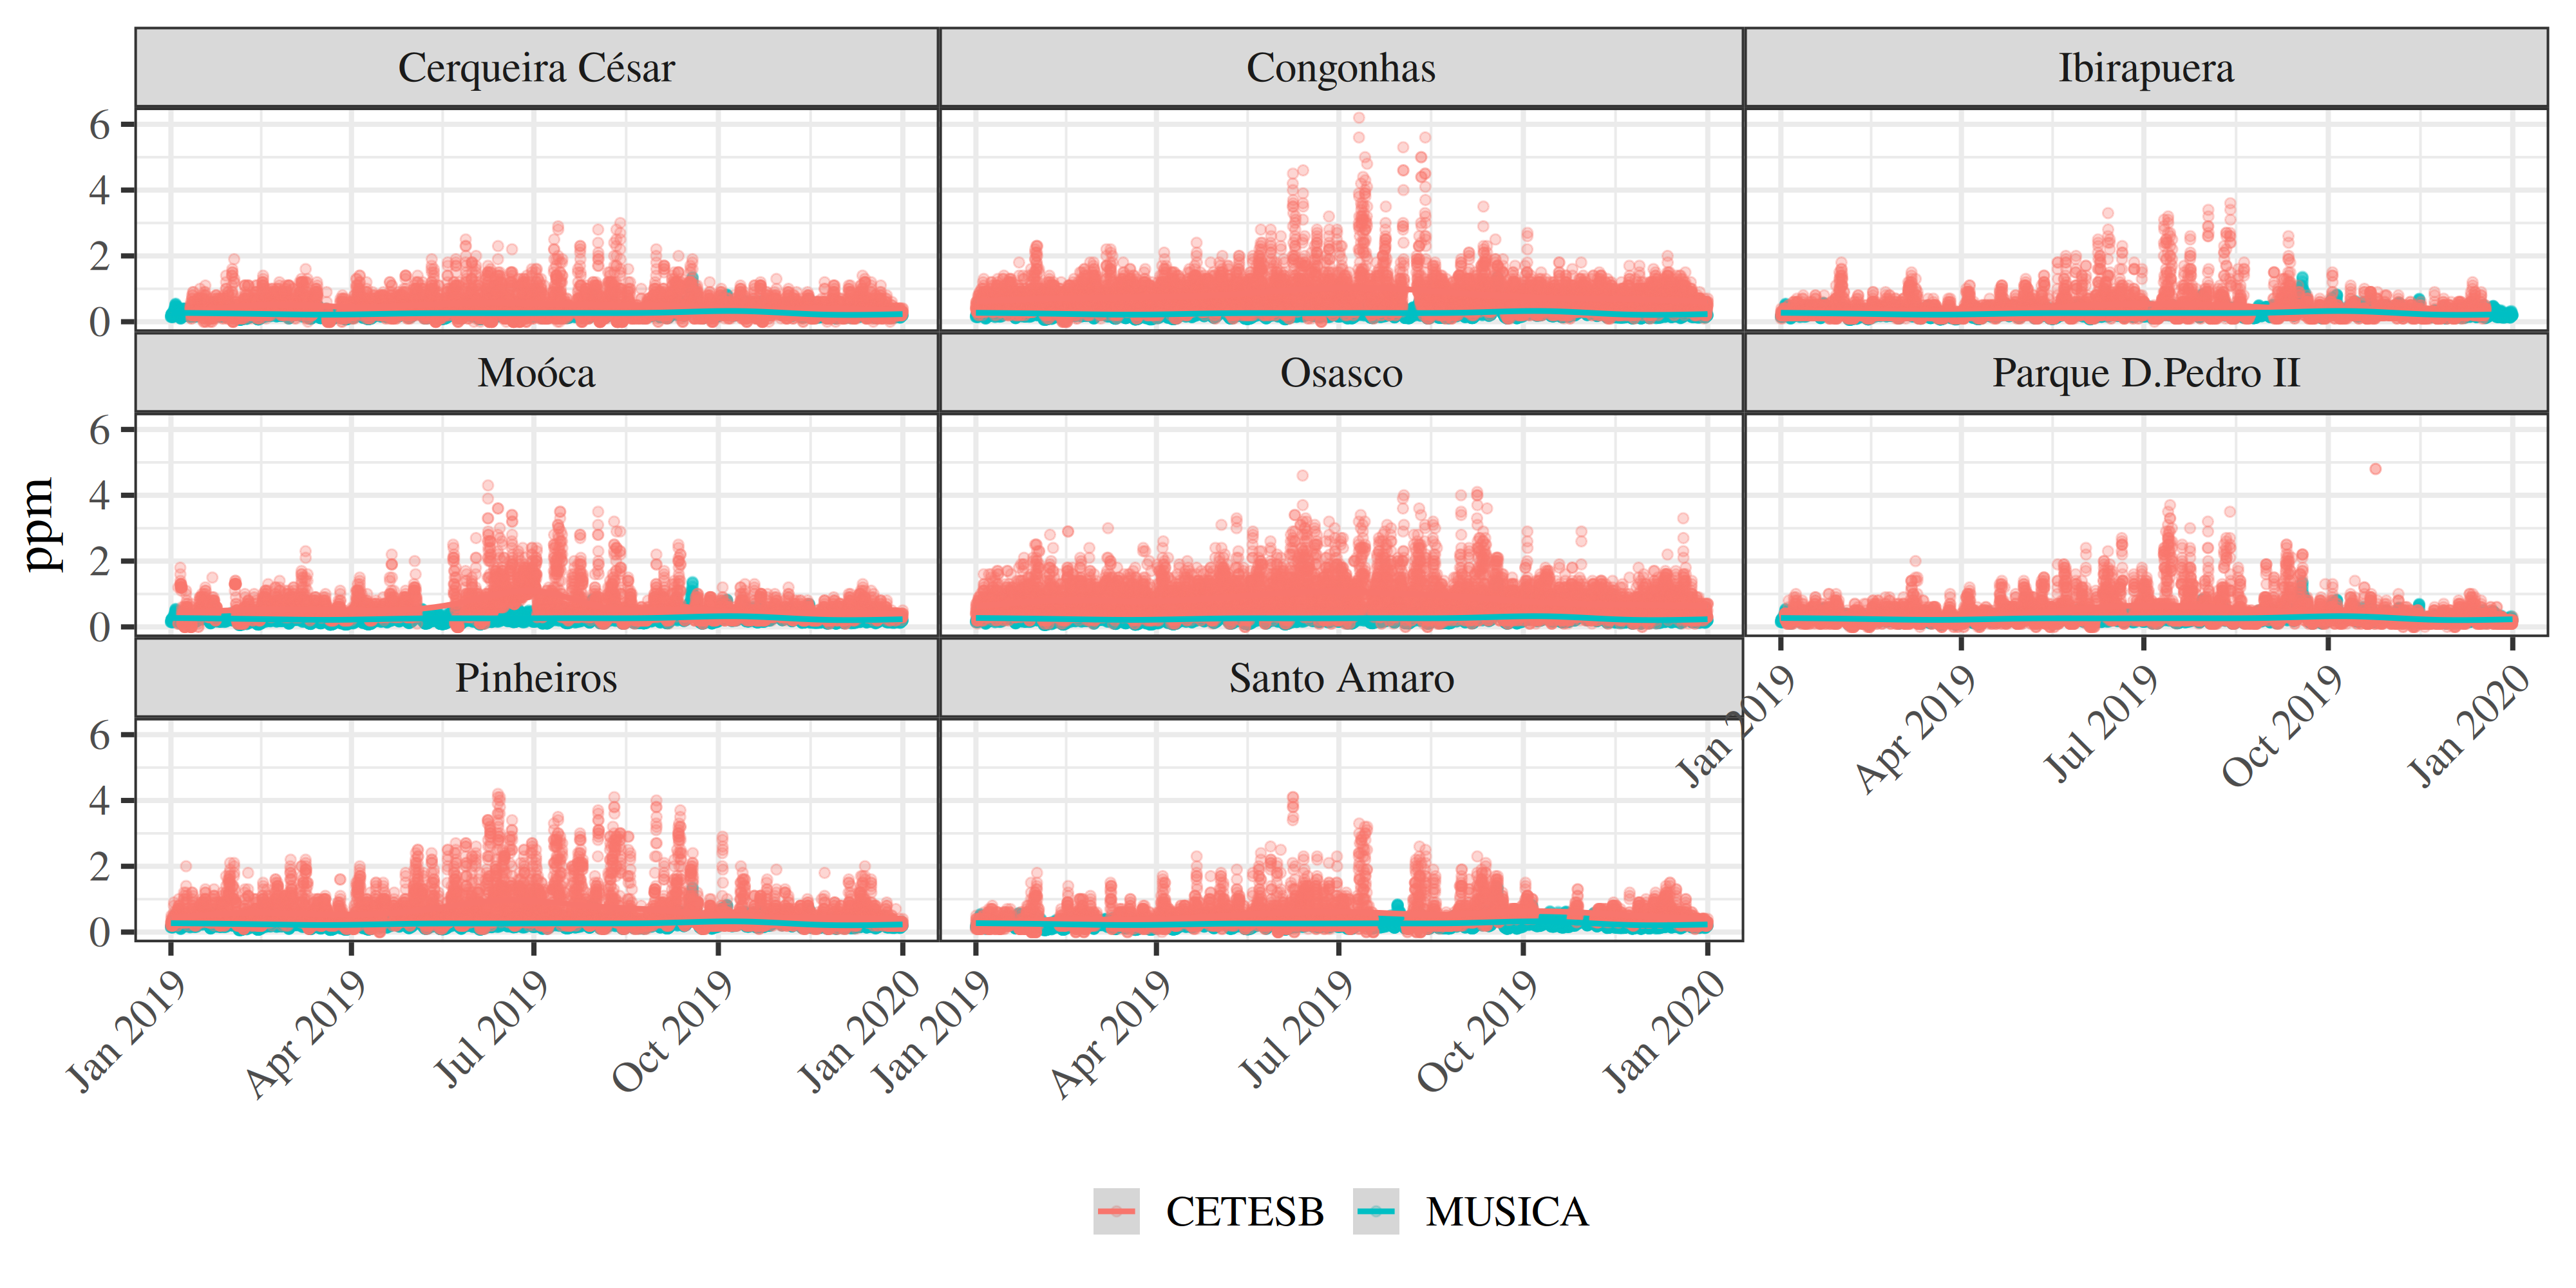 Cerqueira César
Congonhas
Ibirapuera
6
4
2
0
Moóca
Osasco
Parque D.Pedro II
6
4
2
0
ppm
Jan 2019
Apr 2019
Jul 2019
Oct 2019
Jan 2020
Pinheiros
Santo Amaro
6
4
2
0
Jan 2019
Apr 2019
Jul 2019
Oct 2019
Jan 2020
Jan 2019
Apr 2019
Jul 2019
Oct 2019
Jan 2020
CETESB
MUSICA